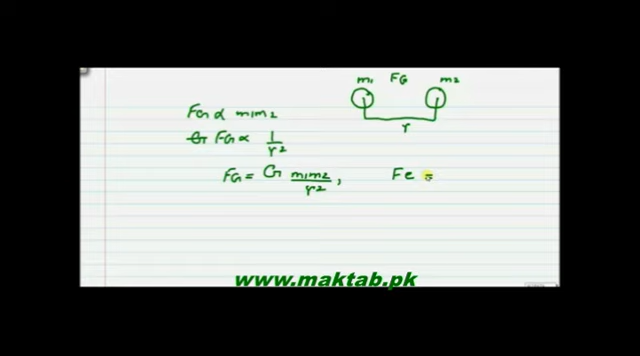 m1 FG m2
r
FG ∝ m1m2
G FG ∝ 1/r2
FG = G m1m2/r2 , Fe =
www.maktab.pk